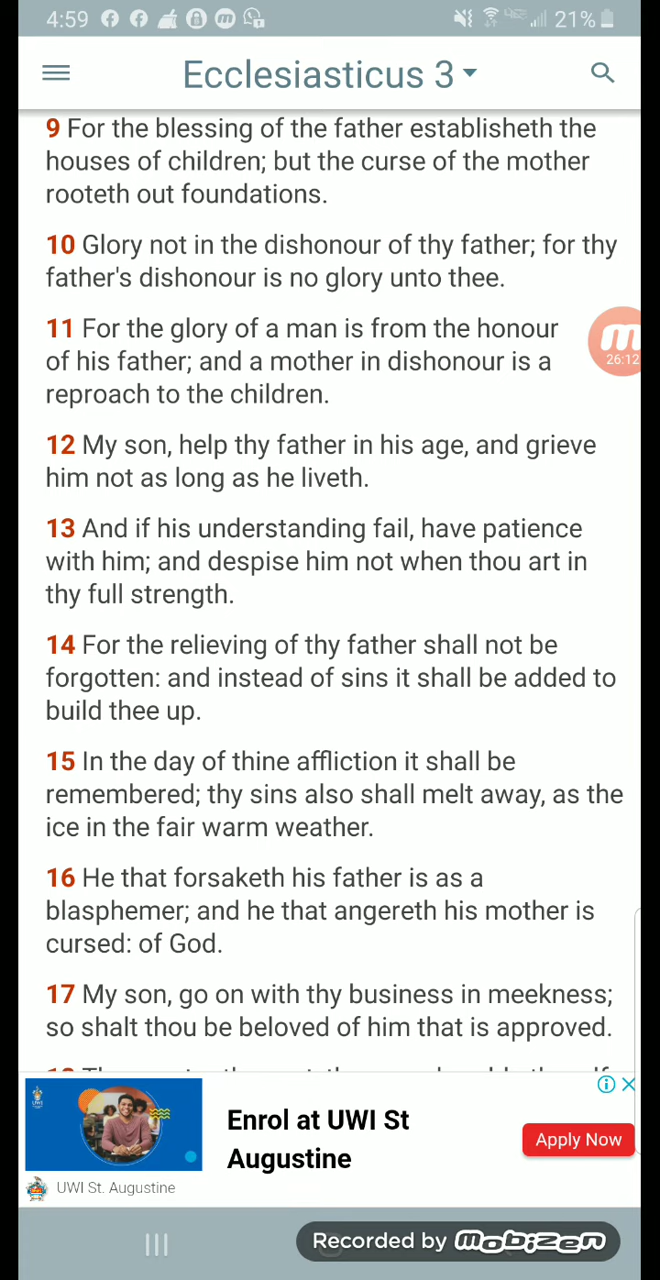 4:59
21%
Ecclesiasticus 3
9 For the blessing of the father establisheth the
houses of children; but the curse of the mother
rooteth out foundations.
10 Glory not in the dishonour of thy father; for thy
father's dishonour is no glory unto thee.
11 For the glory of a man is from the honour
of his father; and a mother in dishonour is a
reproach to the children.
26:12
12 My son, help thy father in his age, and grieve
him not as long as he liveth.
13 And if his understanding fail, have patience
with him; and despise him not when thou art in
thy full strength.
14 For the relieving of thy father shall not be
forgotten: and instead of sins it shall be added to
build thee up.
15 In the day of thine affliction it shall be
remembered; thy sins also shall melt away, as the
ice in the fair warm weather.
16 He that forsaketh his father is as a
blasphemer; and he that angereth his mother is
cursed: of God.
17 My son, go on with thy business in meekness;
so shalt thou be beloved of him that is approved.
Enrol at UWI St
Augustine
Apply Now
UWI St. Augustine
Recorded by mobizen